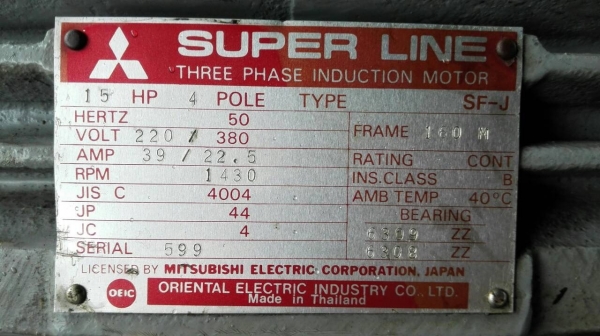 SUPER LINE
THREE PHASE INDUCTION MOTOR
15 HP 4 POLE TYPE SF-J
HERTZ 50
VOLT 220 / 380
AMP 39 / 22.5
RPM 1430
JIS C 4004
JP 44
JC 4
SERIAL 599
FRAME 160 M
RATING CONT
INS.CLASS B
AMB TEMP 40°C
BEARING
6309 ZZ
6308 ZZ
LICENSED BY MITSUBISHI ELECTRIC CORPORATION, JAPAN
OEIC ORIENTAL ELECTRIC INDUSTRY CO., LTD.
Made in Thailand